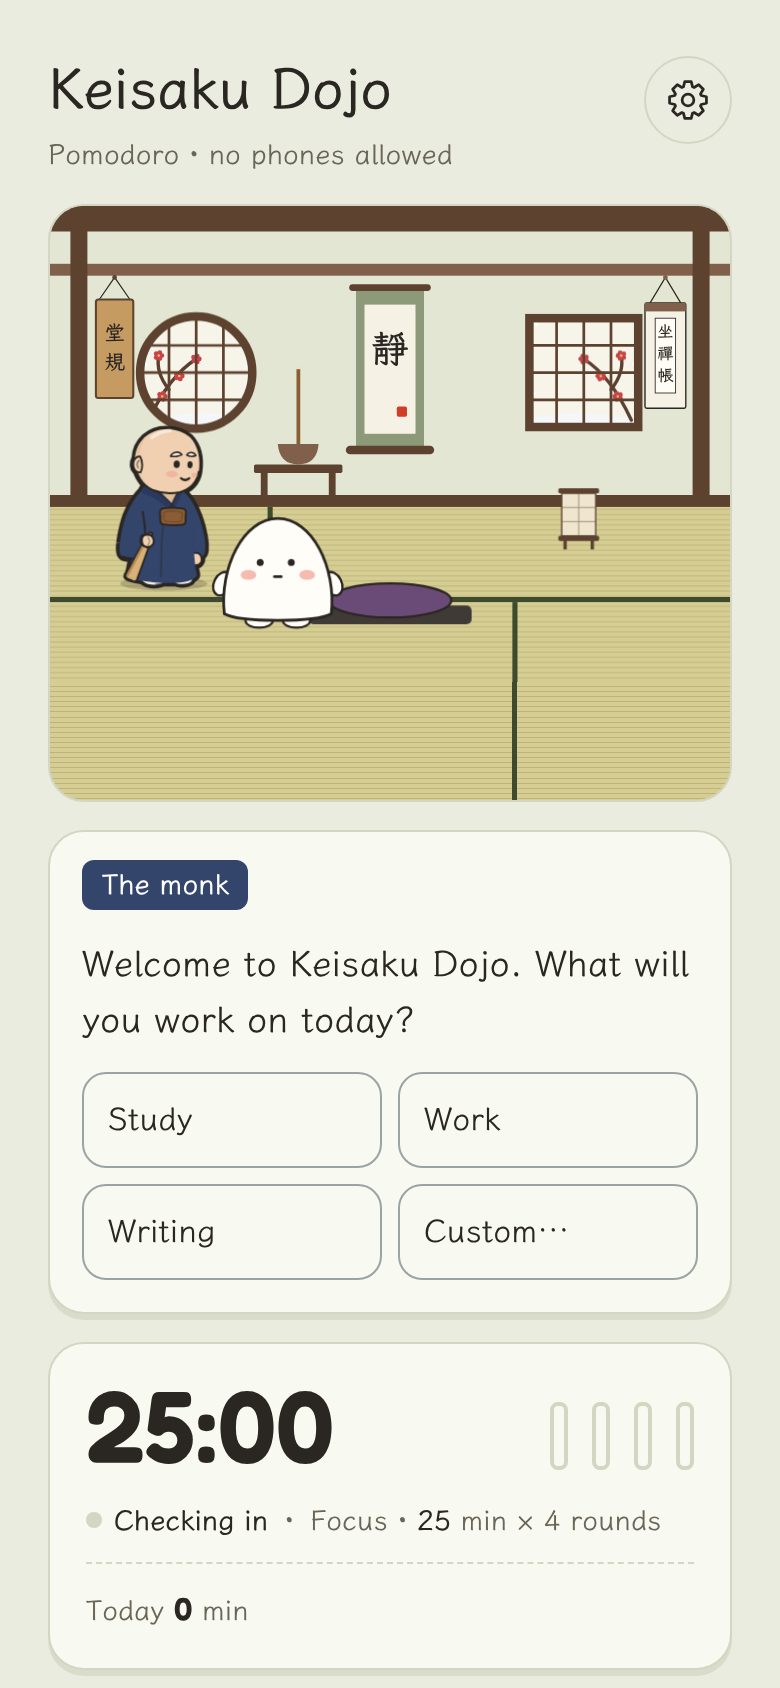 Keisaku Dojo
Pomodoro • no phones allowed
堂規
靜
坐禪帳
The monk
Welcome to Keisaku Dojo. What will
you work on today?
Study
Work
Writing
Custom…
25:00
Checking in • Focus • 25 min × 4 rounds
Today 0 min